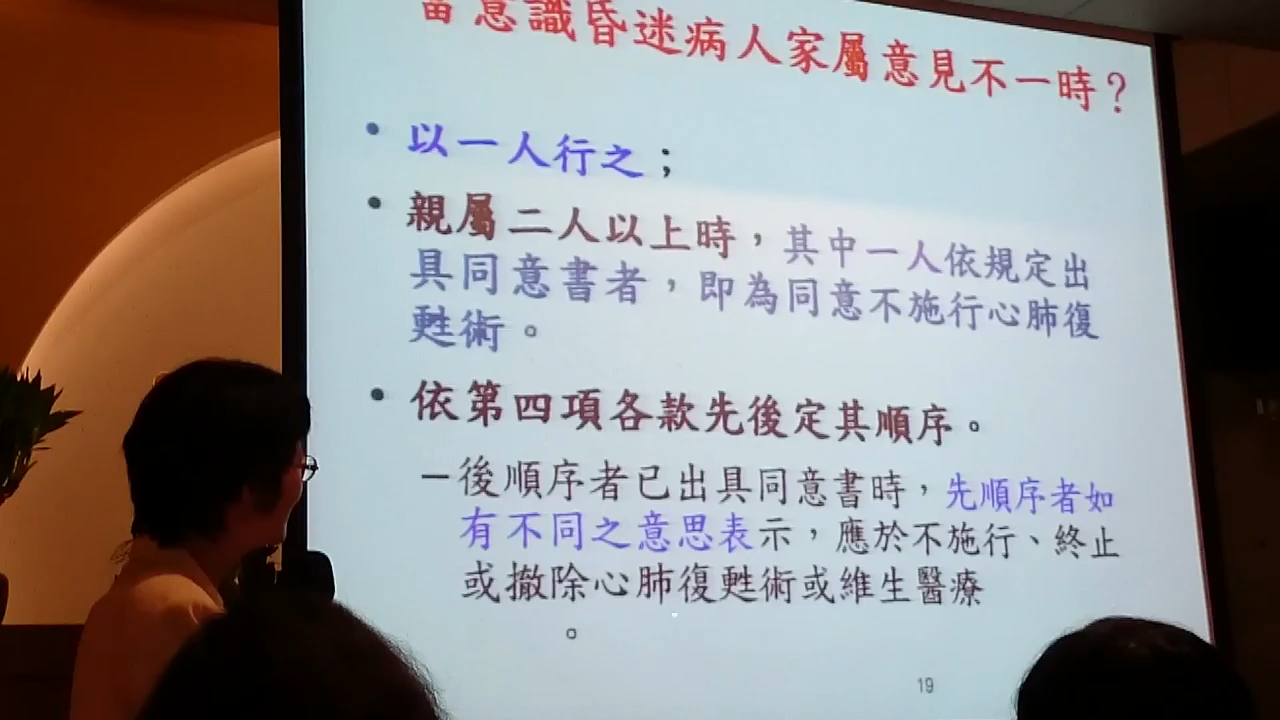 當意識昏迷病人家屬意見不一時？
• 以一人行之；
• 親屬二人以上時，其中一人依規定出
具同意書者，即為同意不施行心肺復
甦術。
• 依第四項各款先後定其順序。
－後順序者已出具同意書時，先順序者如
有不同之意思表示，應於不施行、終止
或撤除心肺復甦術或維生醫療
。
19